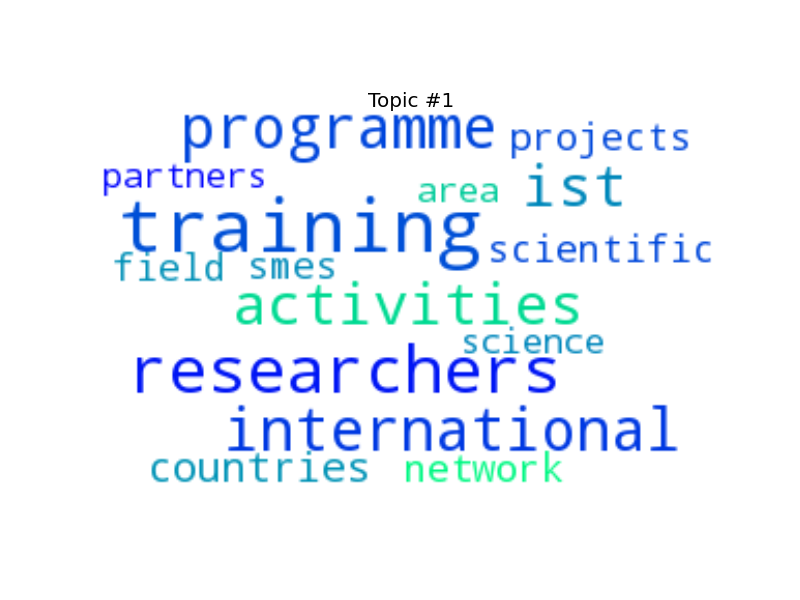 Topic #1
programme projects
partners area ist
training scientific
field smes
activities
science
researchers
international
countries network